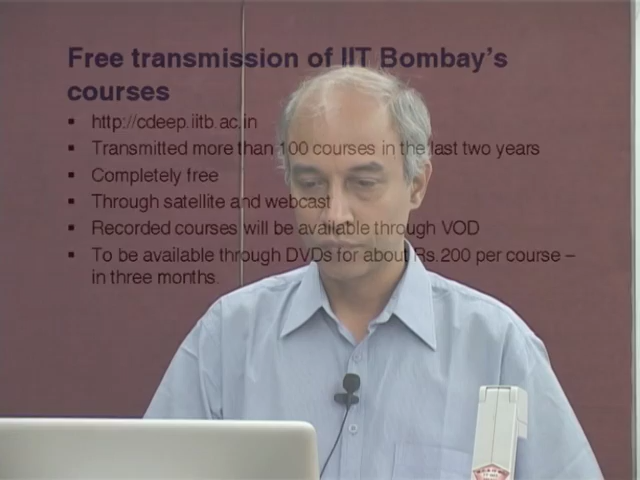 Free transmission of IIT Bombay's
courses
▪ http://cdeep.iitb.ac.in
▪ Transmitted more than 100 courses in the last two years
▪ Completely free
▪ Through satellite and webcast
▪ Recorded courses will be available through VOD
▪ To be available through DVDs for about Rs.200 per course –
in three months.